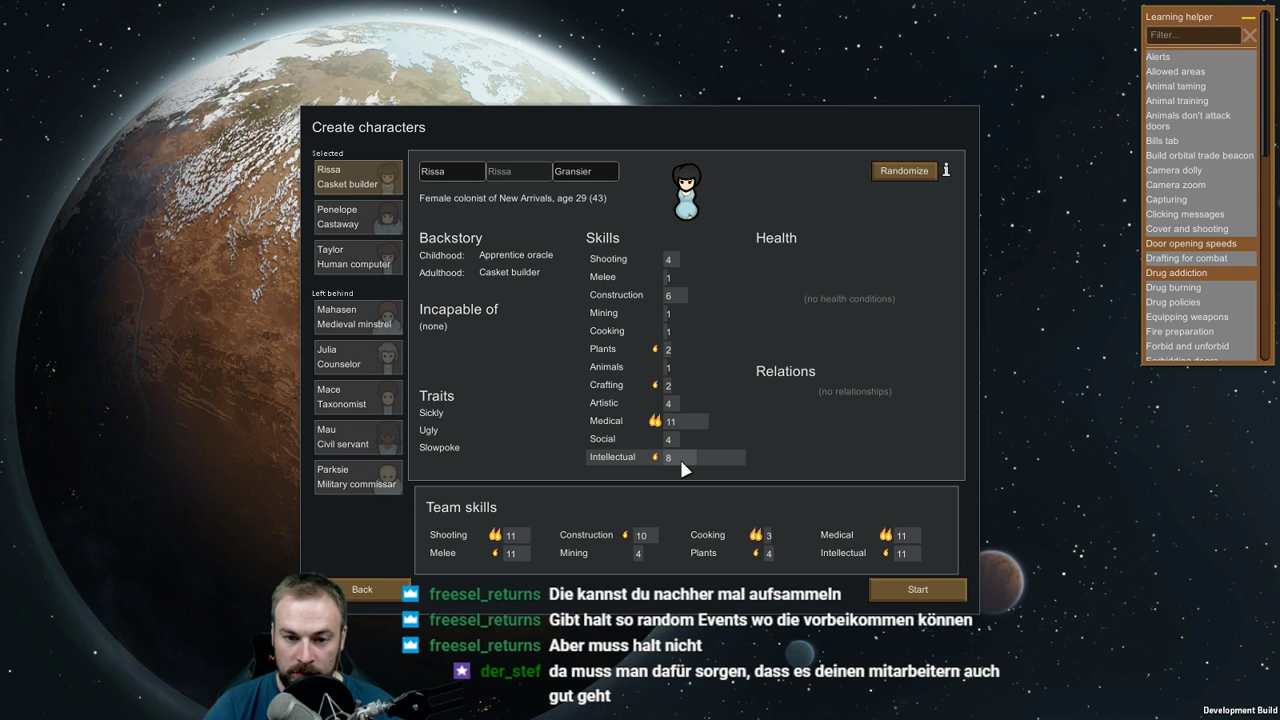 Learning helper
Filter...
Alerts
Allowed areas
Animal taming
Animal training
Animals don't attack
doors
Bills tab
Build orbital trade beacon
Camera dolly
Camera zoom
Capturing
Clicking messages
Cover and shooting
Door opening speeds
Drafting for combat
Drug addiction
Drug burning
Drug policies
Equipping weapons
Fire preparation
Forbid and unforbid
Forbidding doors
Create characters
Selected
Rissa
Casket builder
Penelope
Castaway
Taylor
Human computer
Left behind
Mahasen
Medieval minstrel
Julia
Counselor
Mace
Taxonomist
Mau
Civil servant
Parksie
Military commissar
Rissa Rissa Gransier
Randomize
Female colonist of New Arrivals, age 29 (43)
Backstory
Childhood: Apprentice oracle
Adulthood: Casket builder
Incapable of
(none)
Traits
Sickly
Ugly
Slowpoke
Skills
Shooting 4
Melee 1
Construction 6
Mining 1
Cooking 1
Plants 2
Animals 1
Crafting 2
Artistic 4
Medical 11
Social 4
Intellectual 8
Health
(no health conditions)
Relations
(no relationships)
Team skills
Shooting 11 Construction 10 Cooking 3 Medical 11
Melee 11 Mining 4 Plants 4 Intellectual 11
Back
Start
freesel_returns Die kannst du nachher mal aufsammeln
freesel_returns Gibt halt so random Events wo die vorbeikommen können
freesel_returns Aber muss halt nicht
der_stef da muss man dafür sorgen, dass es deinen mitarbeitern auch
gut geht
Development Build